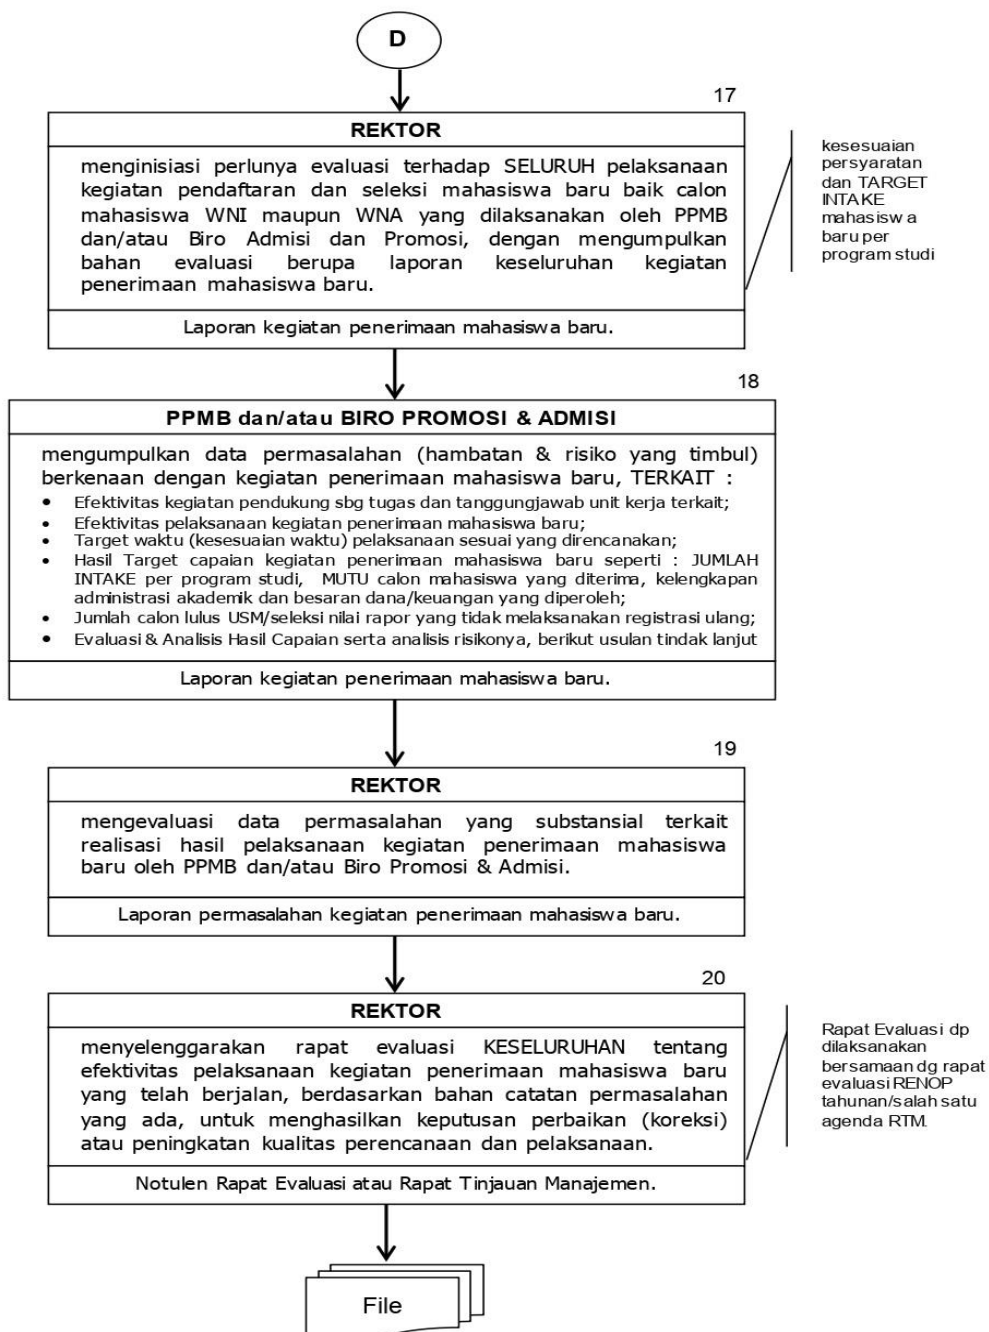 D
17
REKTOR
menginisiasi perlunya evaluasi terhadap SELURUH pelaksanaan
kegiatan pendaftaran dan seleksi mahasiswa baru baik calon
mahasiswa WNI maupun WNA yang dilaksanakan oleh PPMB
dan/atau Biro Admisi dan Promosi, dengan mengumpulkan
bahan evaluasi berupa laporan keseluruhan kegiatan
penerimaan mahasiswa baru.
Laporan kegiatan penerimaan mahasiswa baru.
kesesuaian
persyaratan
dan TARGET
INTAKE
mahasiswa
baru per
program studi
18
PPMB dan/atau BIRO PROMOSI & ADMISI
mengumpulkan data permasalahan (hambatan & risiko yang timbul)
berkenaan dengan kegiatan penerimaan mahasiswa baru, TERKAIT :
• Efektivitas kegiatan pendukung sbg tugas dan tanggungjawab unit kerja terkait;
• Efektivitas pelaksanaan kegiatan penerimaan mahasiswa baru;
• Target waktu (kesesuaian waktu) pelaksanaan sesuai yang direncanakan;
• Hasil Target capaian kegiatan penerimaan mahasiswa baru seperti : JUMLAH
INTAKE per program studi, MUTU calon mahasiswa yang diterima, kelengkapan
administrasi akademik dan besaran dana/keuangan yang diperoleh;
• Jumlah calon lulus USM/seleksi nilai rapor yang tidak melaksanakan registrasi ulang;
• Evaluasi & Analisis Hasil Capaian serta analisis risikonya, berikut usulan tindak lanjut
Laporan kegiatan penerimaan mahasiswa baru.
19
REKTOR
mengevaluasi data permasalahan yang substansial terkait
realisasi hasil pelaksanaan kegiatan penerimaan mahasiswa
baru oleh PPMB dan/atau Biro Promosi & Admisi.
Laporan permasalahan kegiatan penerimaan mahasiswa baru.
20
REKTOR
menyelenggarakan rapat evaluasi KESELURUHAN tentang
efektivitas pelaksanaan kegiatan penerimaan mahasiswa baru
yang telah berjalan, berdasarkan bahan catatan permasalahan
yang ada, untuk menghasilkan keputusan perbaikan (koreksi)
atau peningkatan kualitas perencanaan dan pelaksanaan.
Notulen Rapat Evaluasi atau Rapat Tinjauan Manajemen.
Rapat Evaluasi dp
dilaksanakan
bersamaan dg rapat
evaluasi RENOP
tahunan/salah satu
agenda RTM.
File